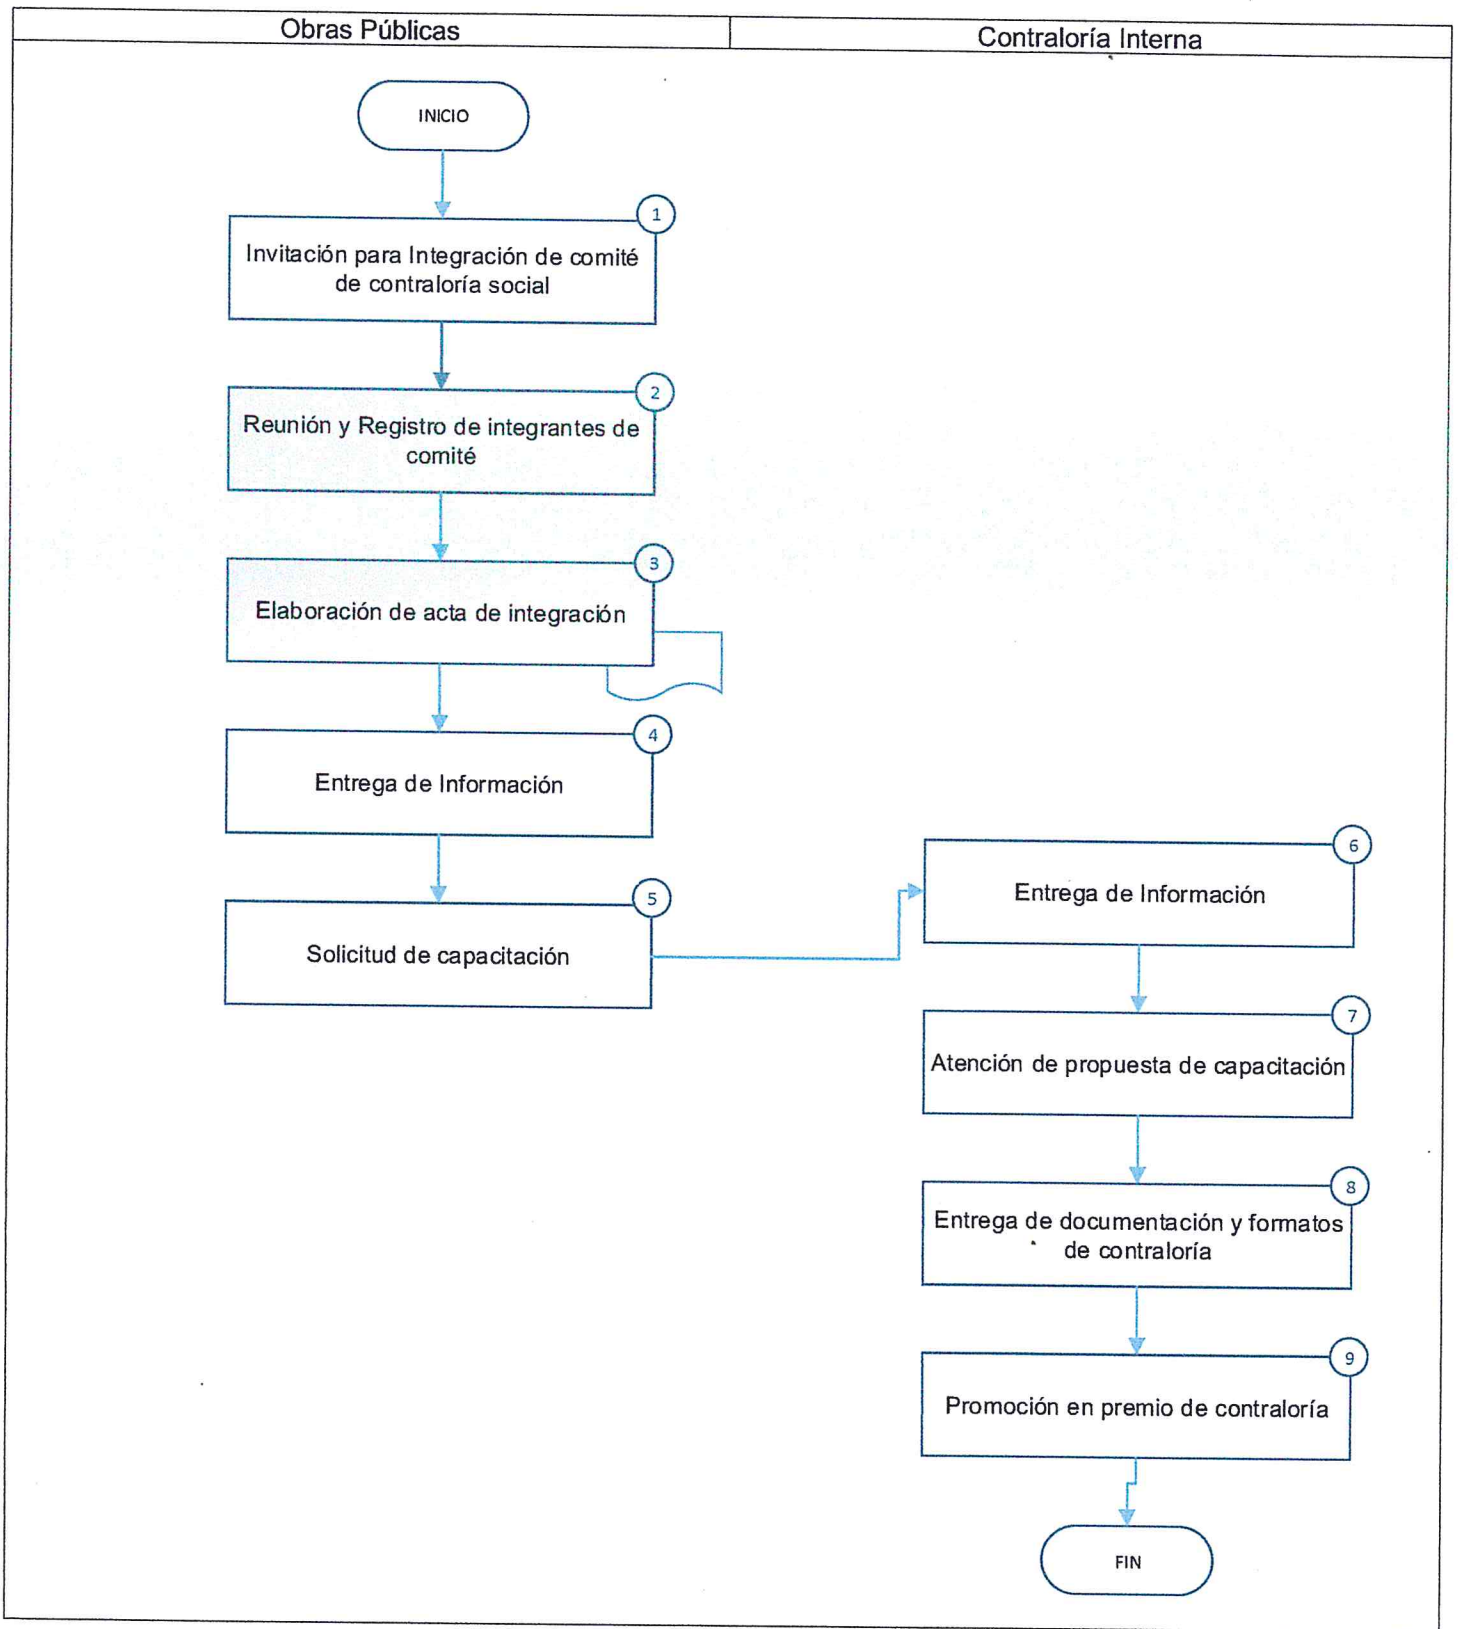 Obras Públicas
Contraloría Interna
INICIO
1
Invitación para Integración de comité
de contraloría social
2
Reunión y Registro de integrantes de
comité
3
Elaboración de acta de integración
4
Entrega de Información
5
Solicitud de capacitación
6
Entrega de Información
7
Atención de propuesta de capacitación
8
Entrega de documentación y formatos
de contraloría
9
Promoción en premio de contraloría
FIN